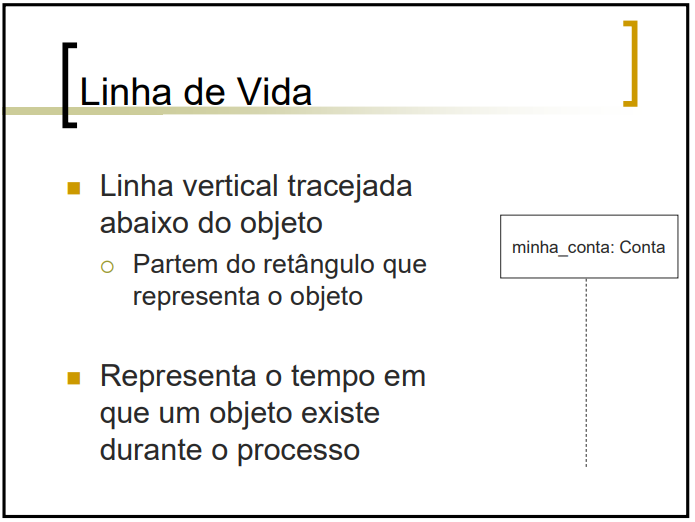 Linha de Vida
Linha vertical tracejada
abaixo do objeto
Partem do retângulo que
representa o objeto
Representa o tempo em
que um objeto existe
durante o processo
minha_conta: Conta